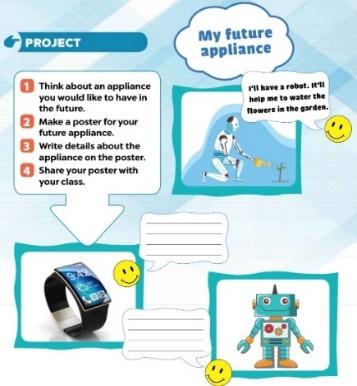 PROJECT
My future
appliance
1 Think about an appliance
you would like to have in
the future.
2 Make a poster for your
future appliance.
3 Write details about the
appliance on the poster.
4 Share your poster with
your class.
I'll have a robot. It'll
help me to water the
flowers in the garden.
9:42